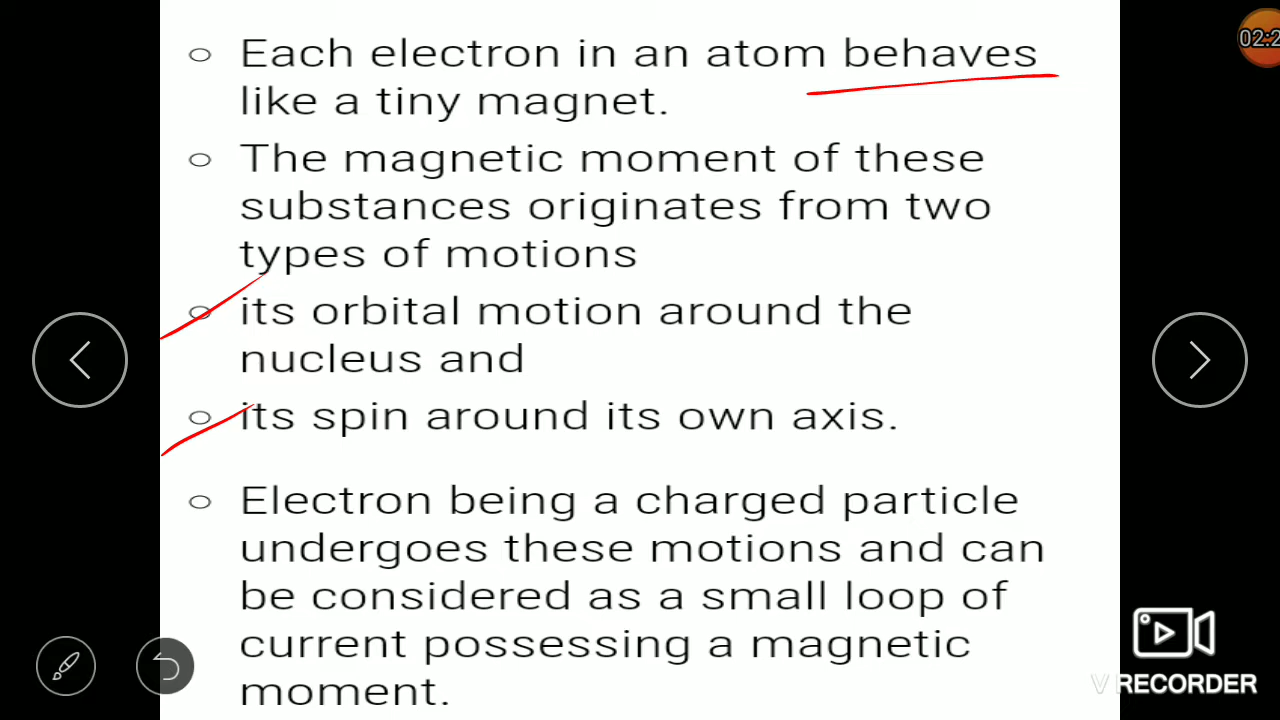 Each electron in an atom behaves
like a tiny magnet.
The magnetic moment of these
substances originates from two
types of motions
its orbital motion around the
nucleus and
its spin around its own axis.
Electron being a charged particle
undergoes these motions and can
be considered as a small loop of
current possessing a magnetic
moment.
02:2
V RECORDER